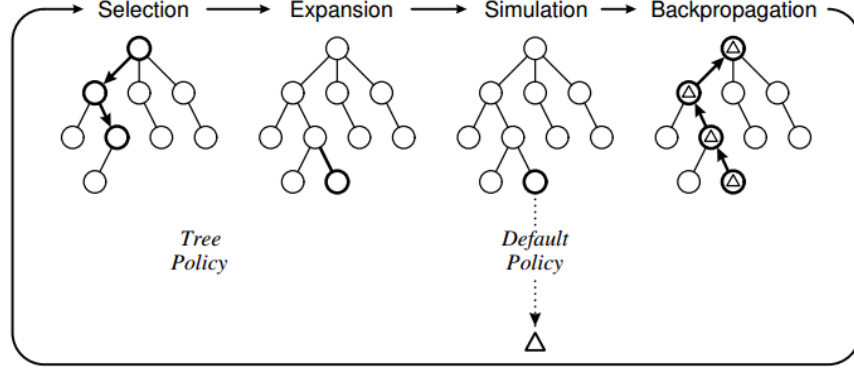 Selection Expansion Simulation Backpropagation
Tree
Policy
Default
Policy